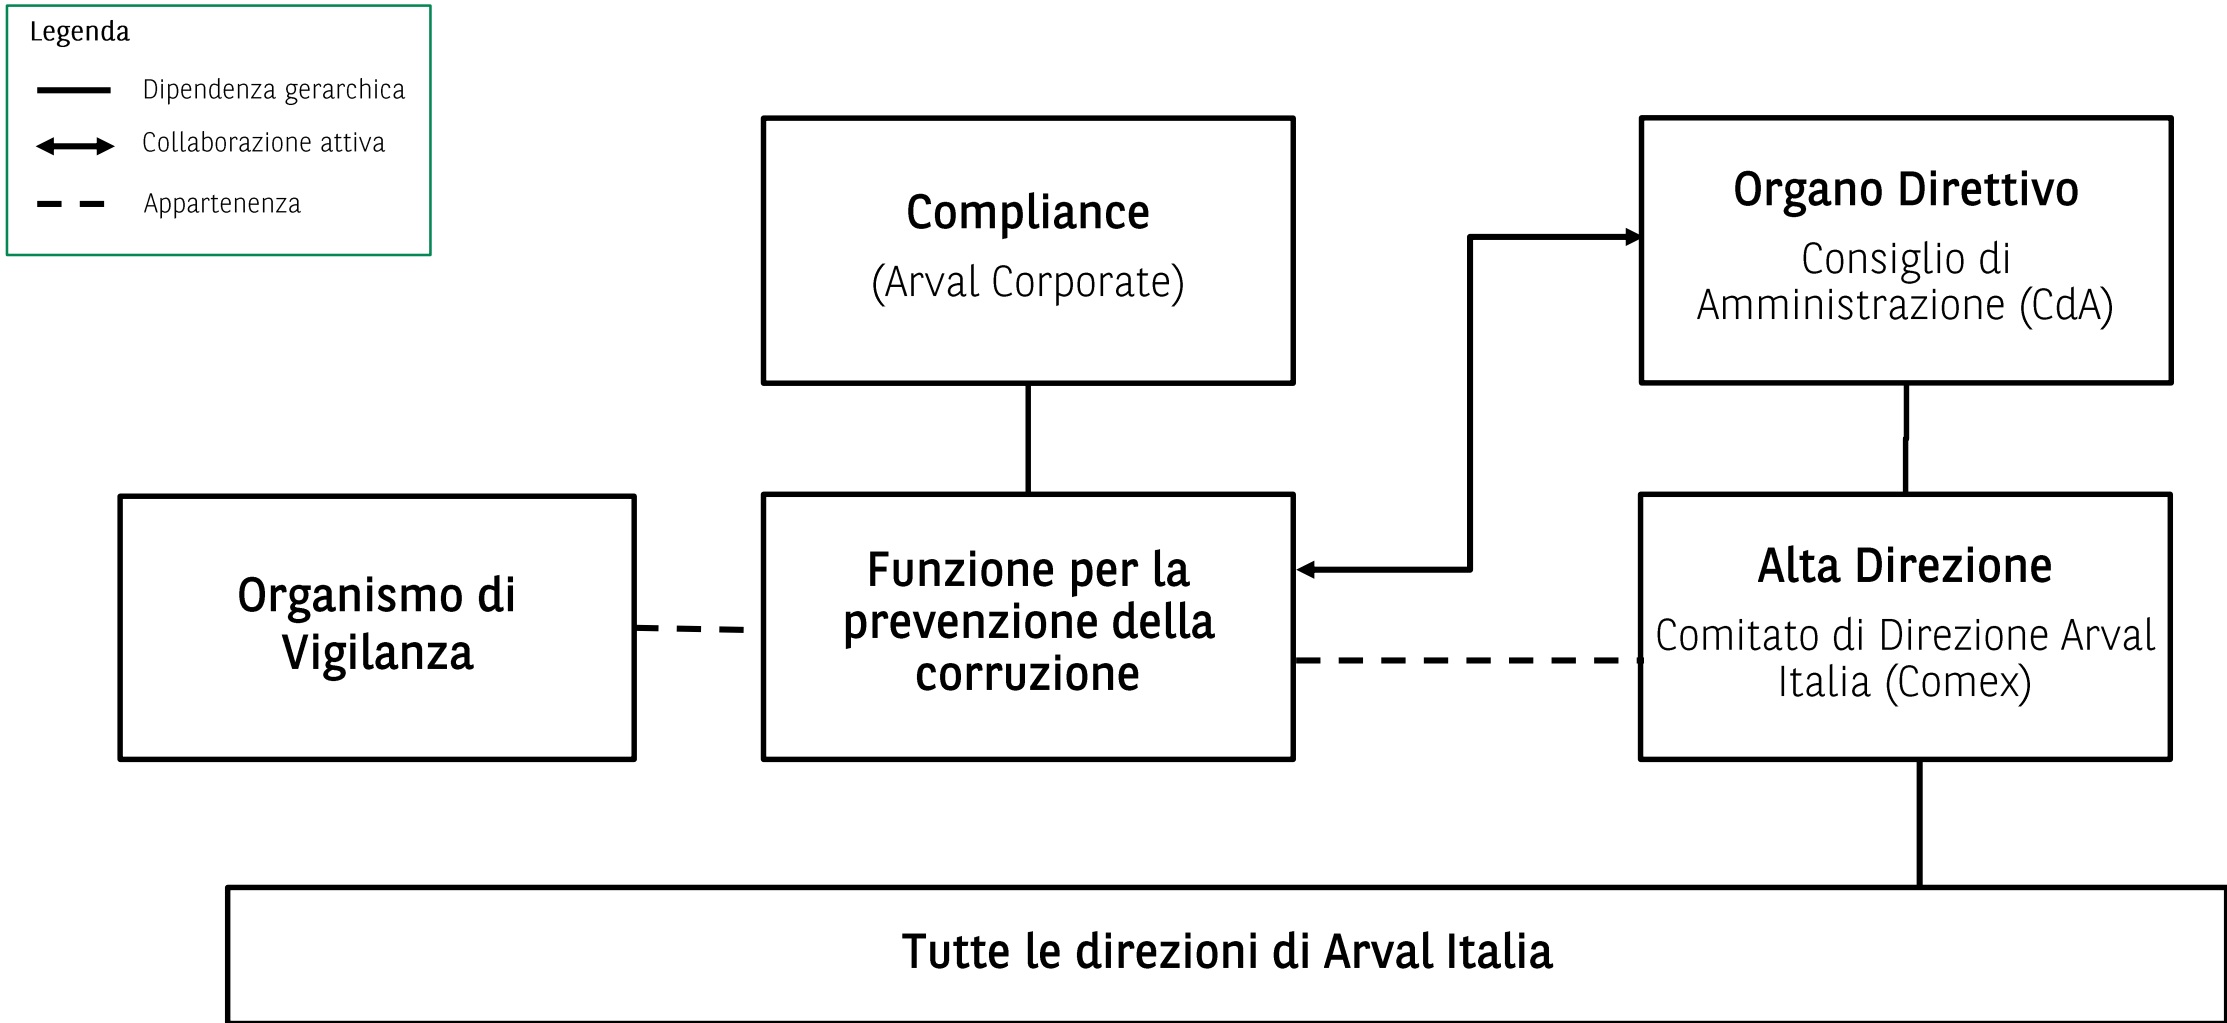 Legenda
Dipendenza gerarchica
Collaborazione attiva
Appartenenza
Compliance
(Arval Corporate)
Organo Direttivo
Consiglio di
Amministrazione (CdA)
Organismo di
Vigilanza
Funzione per la
prevenzione della
corruzione
Alta Direzione
Comitato di Direzione Arval
Italia (Comex)
Tutte le direzioni di Arval Italia